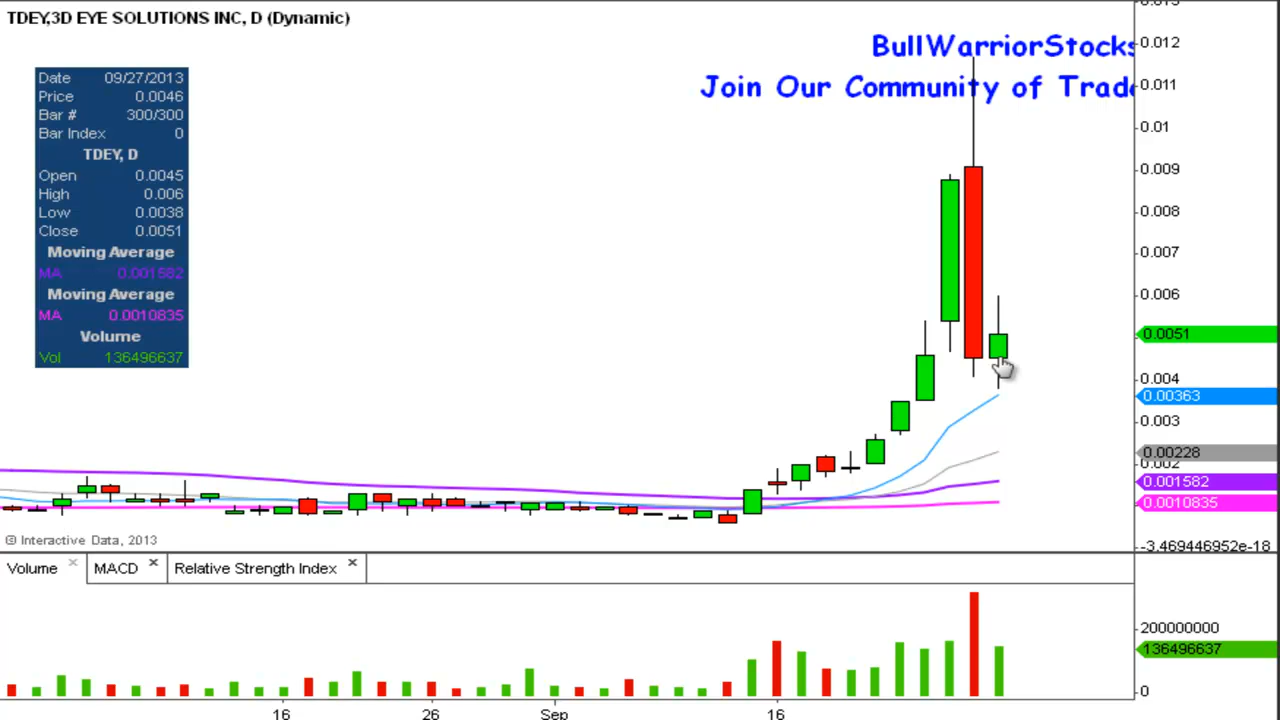 TDEY,3D EYE SOLUTIONS INC, D (Dynamic)
BullWarriorStocks
Join Our Community of Trade
Date 09/27/2013
Price 0.0046
Bar # 300/300
Bar Index 0
TDEY, D
Open 0.0045
High 0.006
Low 0.0038
Close 0.0051
Moving Average
MA 0.001582
Moving Average
MA 0.0010835
Volume
Vol 136496637
0.012
0.011
0.01
0.009
0.008
0.007
0.006
0.0051
0.004
0.00363
0.003
0.00228
0.002
0.001582
0.0010835
-3.469446952e-18
© Interactive Data, 2013
Volume × MACD × Relative Strength Index ×
200000000
136496637
0
16 26 Sep 16